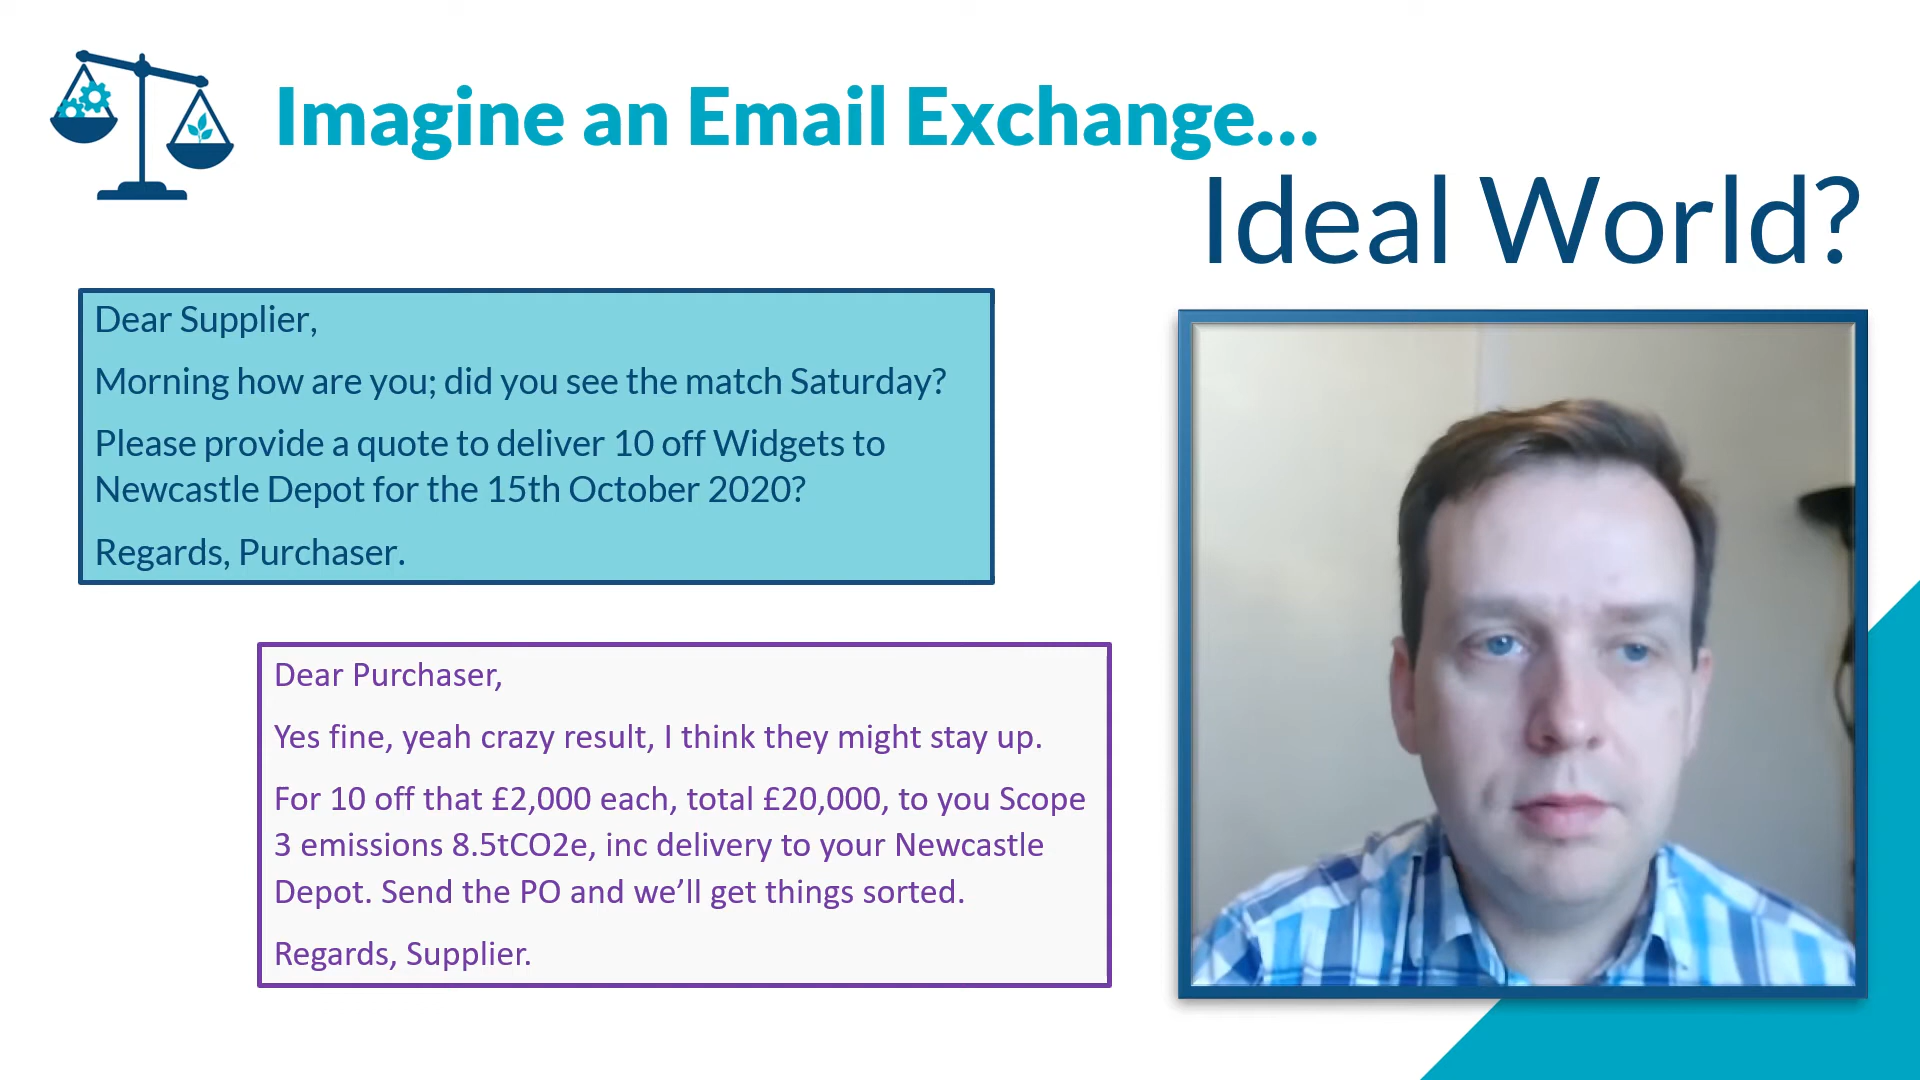 Imagine an Email Exchange...
Ideal World?
Dear Supplier,
Morning how are you; did you see the match Saturday?
Please provide a quote to deliver 10 off Widgets to
Newcastle Depot for the 15th October 2020?
Regards, Purchaser.
Dear Purchaser,
Yes fine, yeah crazy result, I think they might stay up.
For 10 off that £2,000 each, total £20,000, to you Scope
3 emissions 8.5tCO2e, inc delivery to your Newcastle
Depot. Send the PO and we’ll get things sorted.
Regards, Supplier.